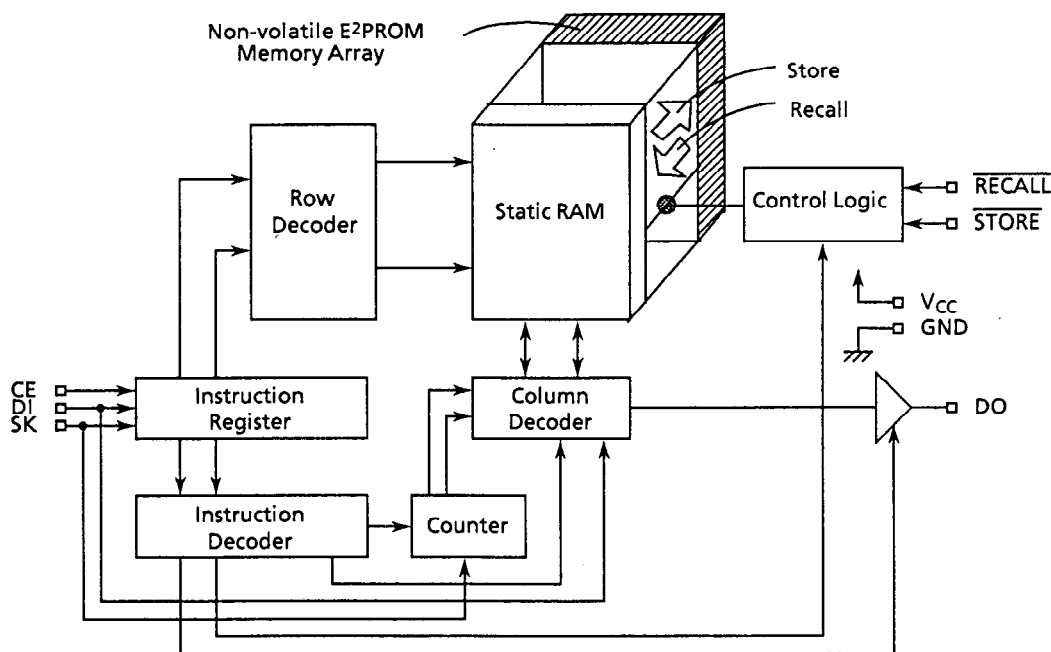 Non-volatile E²PROM
Memory Array
Store
Recall
Row
Decoder
Static RAM
Control Logic
RECALL
STORE
VCC
GND
CE
DI
SK
Instruction
Register
Column
Decoder
DO
Instruction
Decoder
Counter